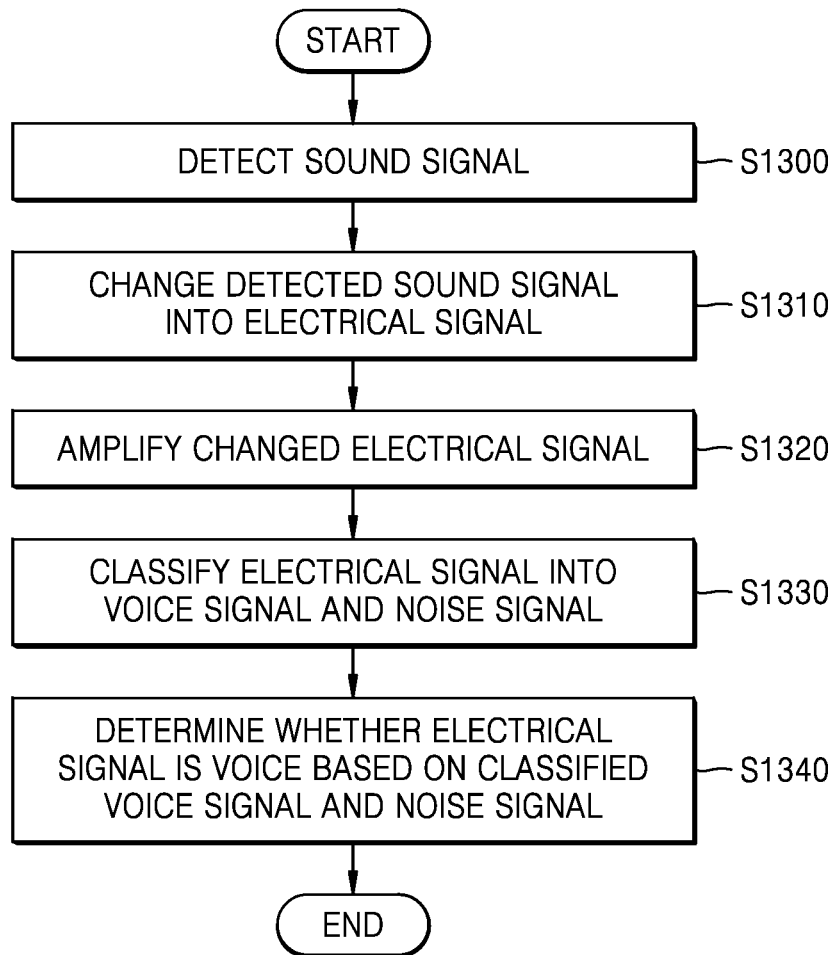 START
DETECT SOUND SIGNAL
S1300
CHANGE DETECTED SOUND SIGNAL
INTO ELECTRICAL SIGNAL
S1310
AMPLIFY CHANGED ELECTRICAL SIGNAL
S1320
CLASSIFY ELECTRICAL SIGNAL INTO
VOICE SIGNAL AND NOISE SIGNAL
S1330
DETERMINE WHETHER ELECTRICAL
SIGNAL IS VOICE BASED ON CLASSIFIED
VOICE SIGNAL AND NOISE SIGNAL
S1340
END